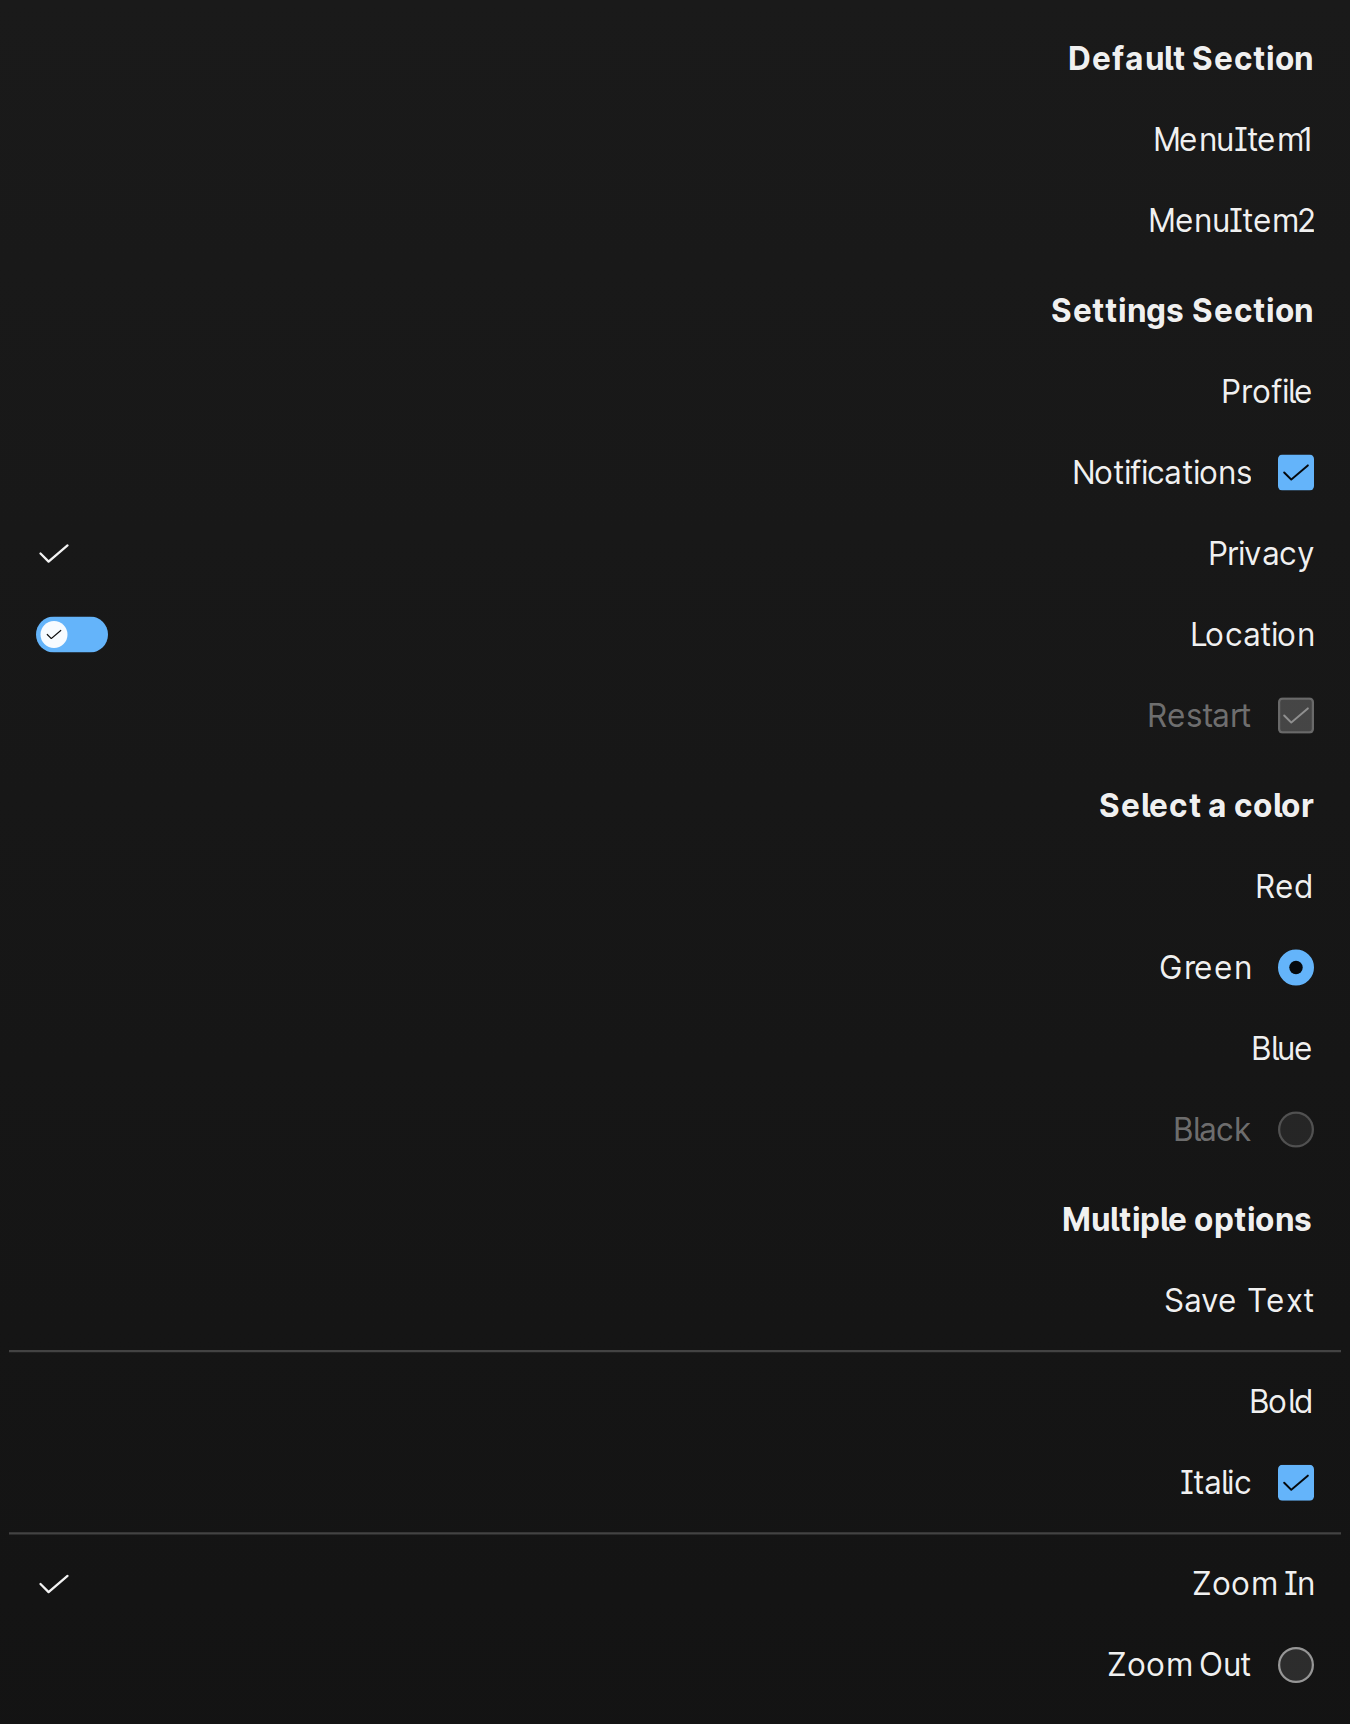 Default Section
MenuItem1
MenuItem2
Settings Section
Profile
Notifications
Privacy
Location
Restart
Select a color
Red
Green
Blue
Black
Multiple options
Save Text
Bold
Italic
Zoom In
Zoom Out